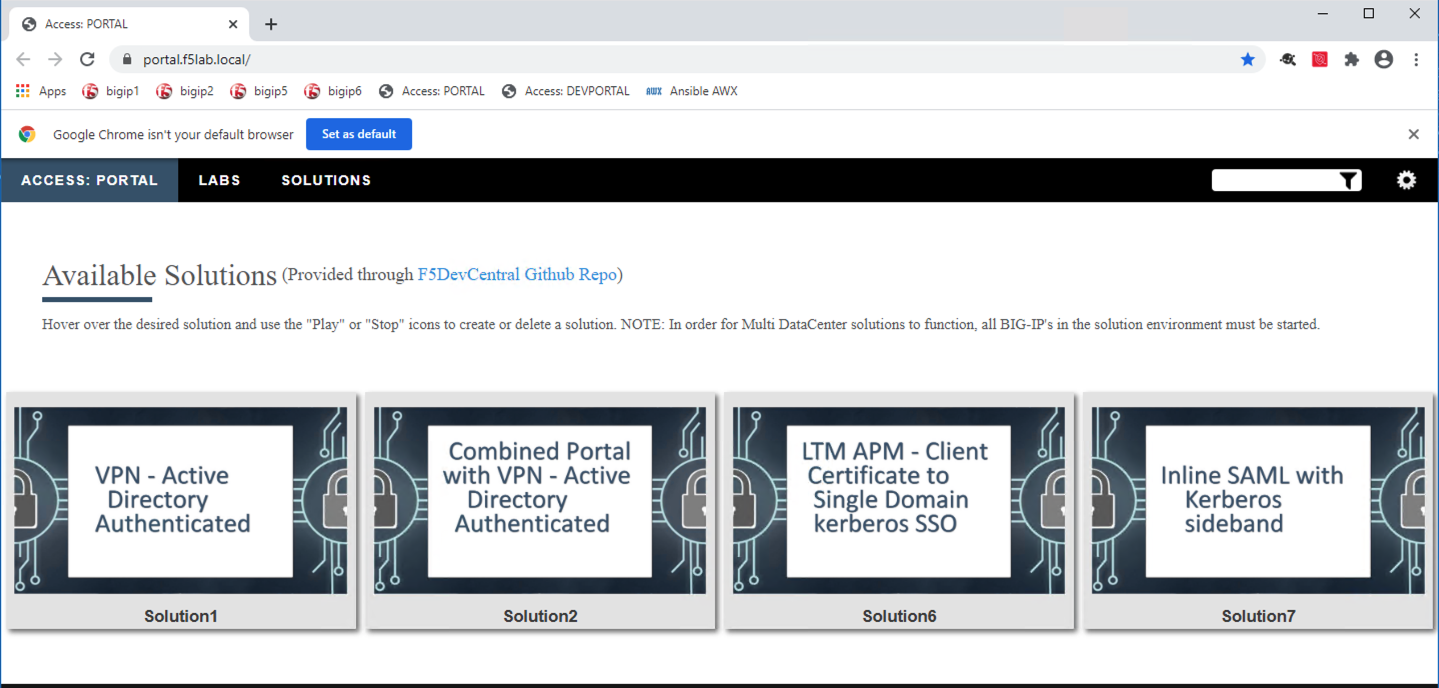 Access: PORTAL
portal.f5lab.local/
Apps bigip1 bigip2 bigip5 bigip6 Access: PORTAL Access: DEVPORTAL AWX Ansible AWX
Google Chrome isn't your default browser Set as default
ACCESS: PORTAL LABS SOLUTIONS
Available Solutions (Provided through F5DevCentral Github Repo)
Hover over the desired solution and use the "Play" or "Stop" icons to create or delete a solution. NOTE: In order for Multi DataCenter solutions to function, all BIG-IP's in the solution environment must be started.
VPN - Active
Directory
Authenticated
Solution1
Combined Portal
with VPN - Active
Directory
Authenticated
Solution2
LTM APM - Client
Certificate to
Single Domain
kerberos SSO
Solution6
Inline SAML with
Kerberos
sideband
Solution7